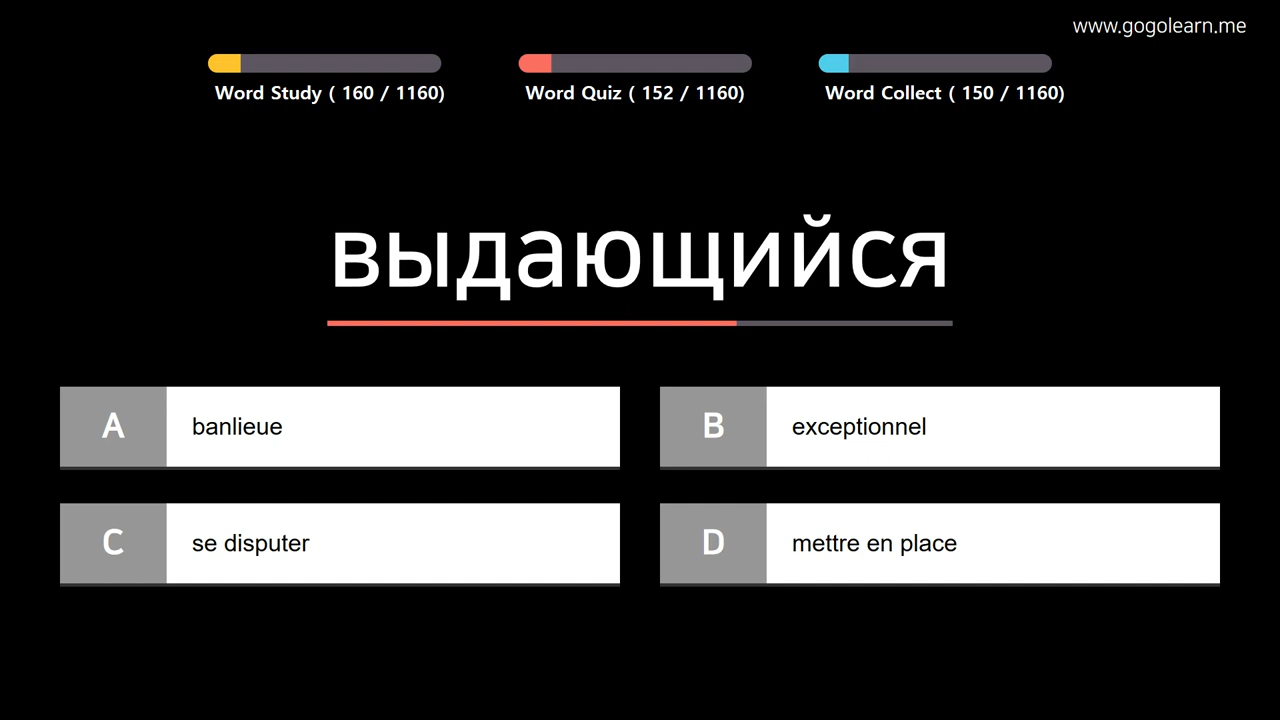 www.gogolearn.me
Word Study ( 160 / 1160)
Word Quiz ( 152 / 1160)
Word Collect ( 150 / 1160)
выдающийся
A banlieue
B exceptionnel
C se disputer
D mettre en place